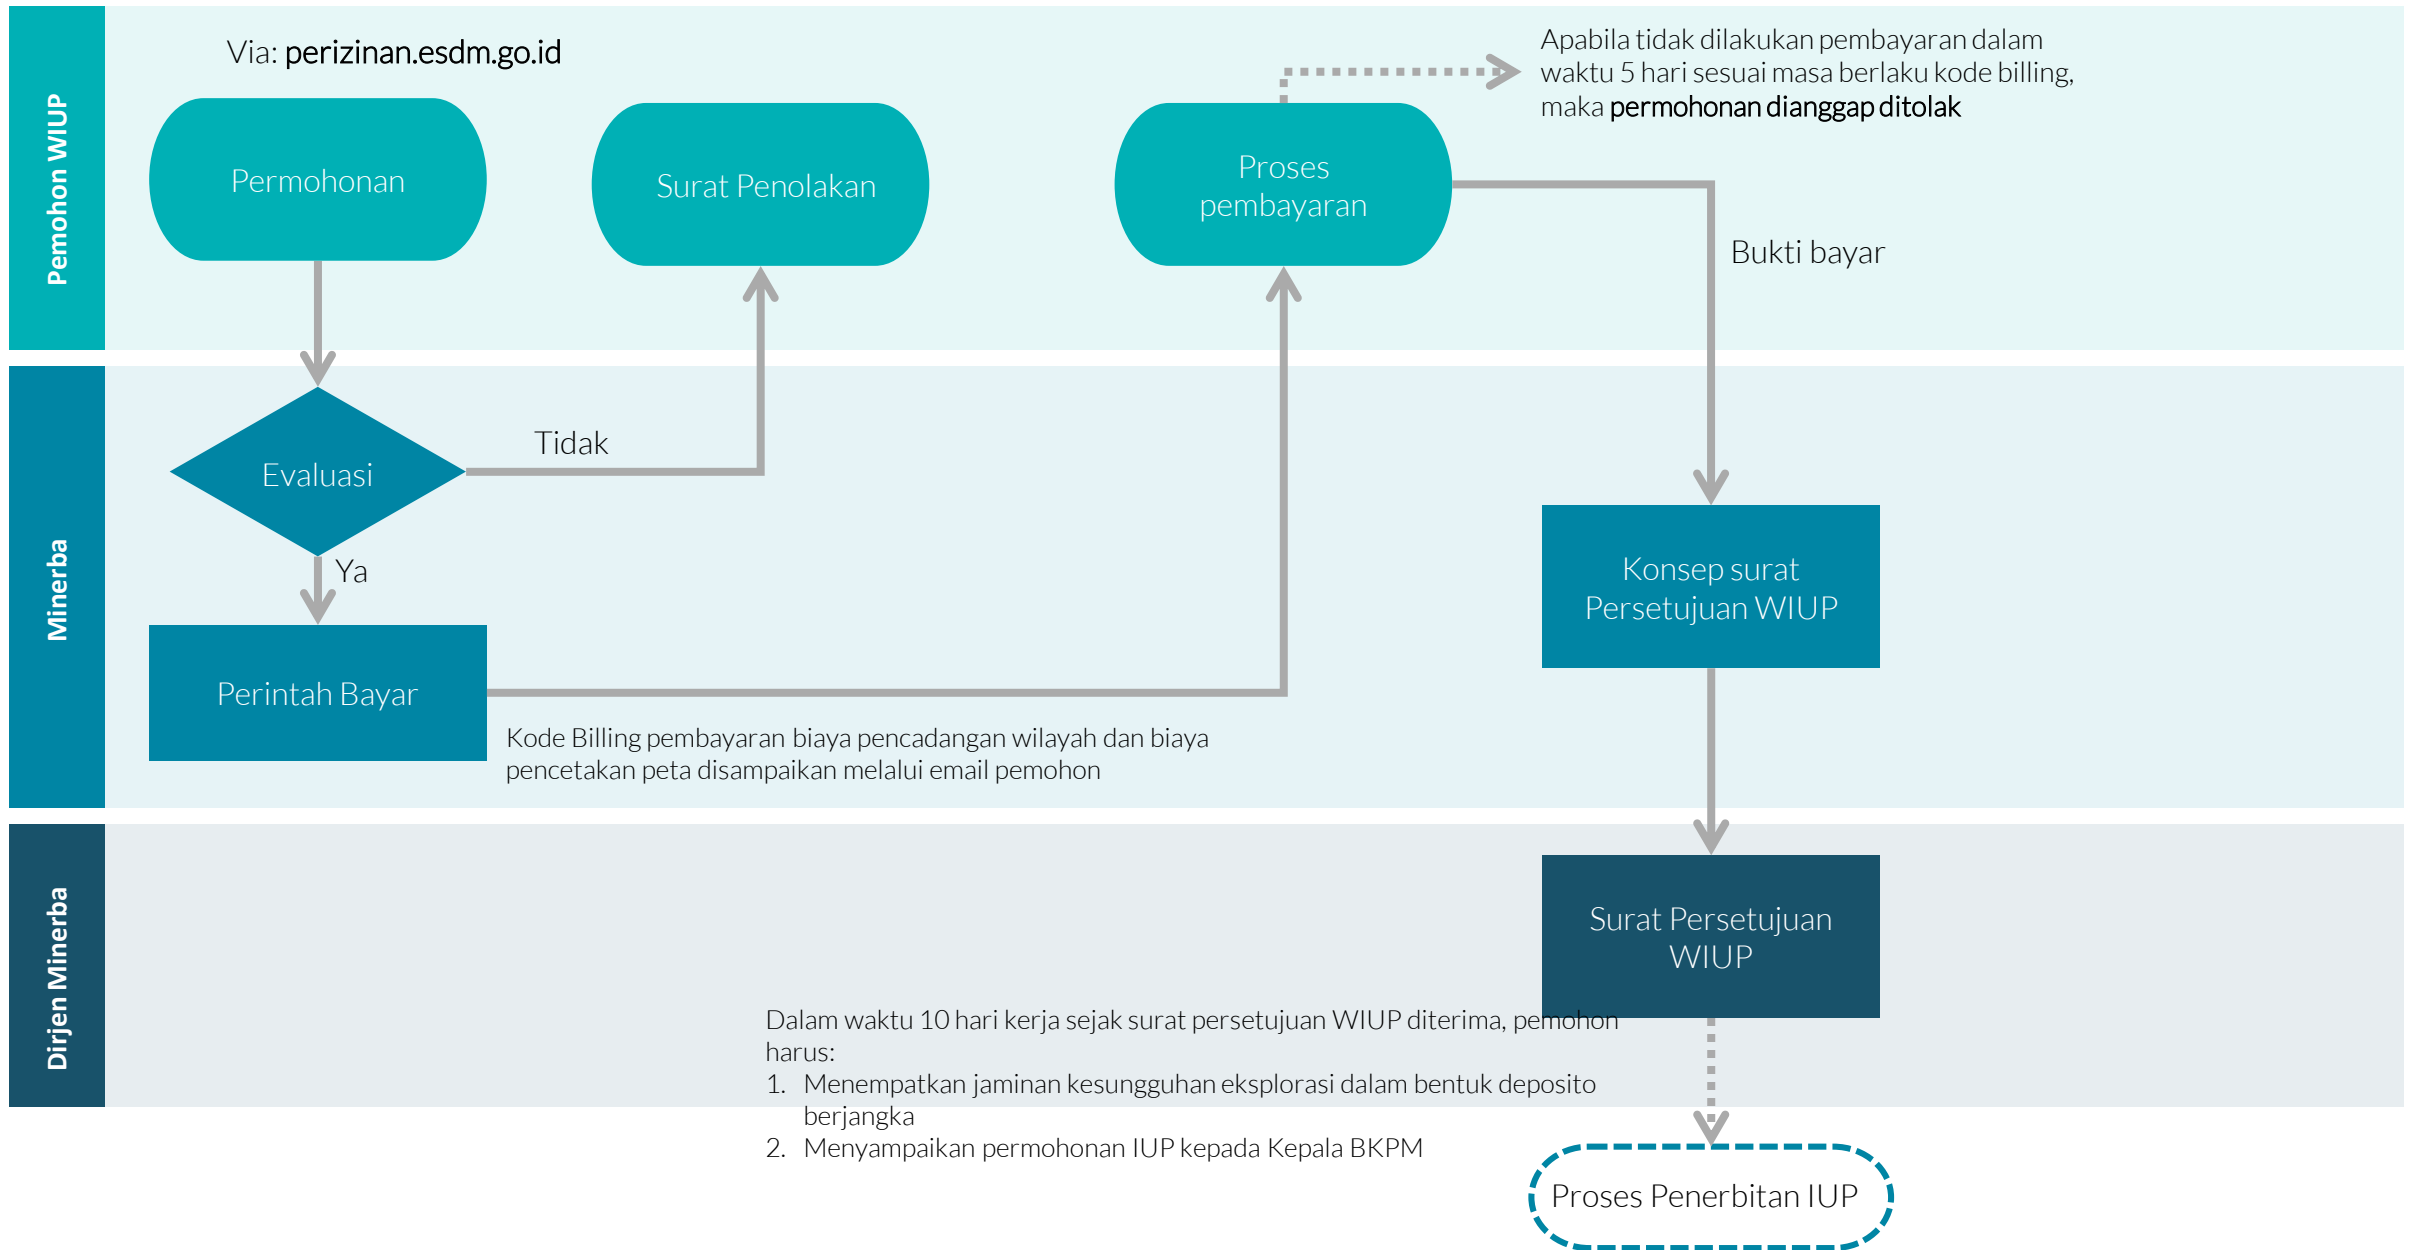 Pemohon WIUP
Via: perizinan.esdm.go.id
Permohonan
Surat Penolakan
Proses
pembayaran
Apabila tidak dilakukan pembayaran dalam
waktu 5 hari sesuai masa berlaku kode billing,
maka permohonan dianggap ditolak
Bukti bayar
Minerba
Evaluasi
Tidak
Ya
Perintah Bayar
Kode Billing pembayaran biaya pencadangan wilayah dan biaya
pencetakan peta disampaikan melalui email pemohon
Konsep surat
Persetujuan WIUP
Dirjen Minerba
Surat Persetujuan
WIUP
Dalam waktu 10 hari kerja sejak surat persetujuan WIUP diterima, pemohon
harus:
1. Menempatkan jaminan kesungguhan eksplorasi dalam bentuk deposito
berjangka
2. Menyampaikan permohonan IUP kepada Kepala BKPM
Proses Penerbitan IUP